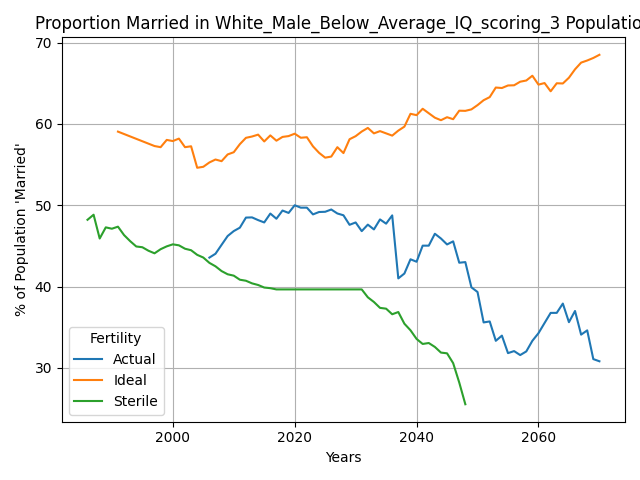 Proportion Married in White_Male_Below_Average_IQ_scoring_3 Populatio
% of Population 'Married'
70
60
50
40
30
Fertility
Actual
Ideal
Sterile
2000 2020 2040 2060
Years